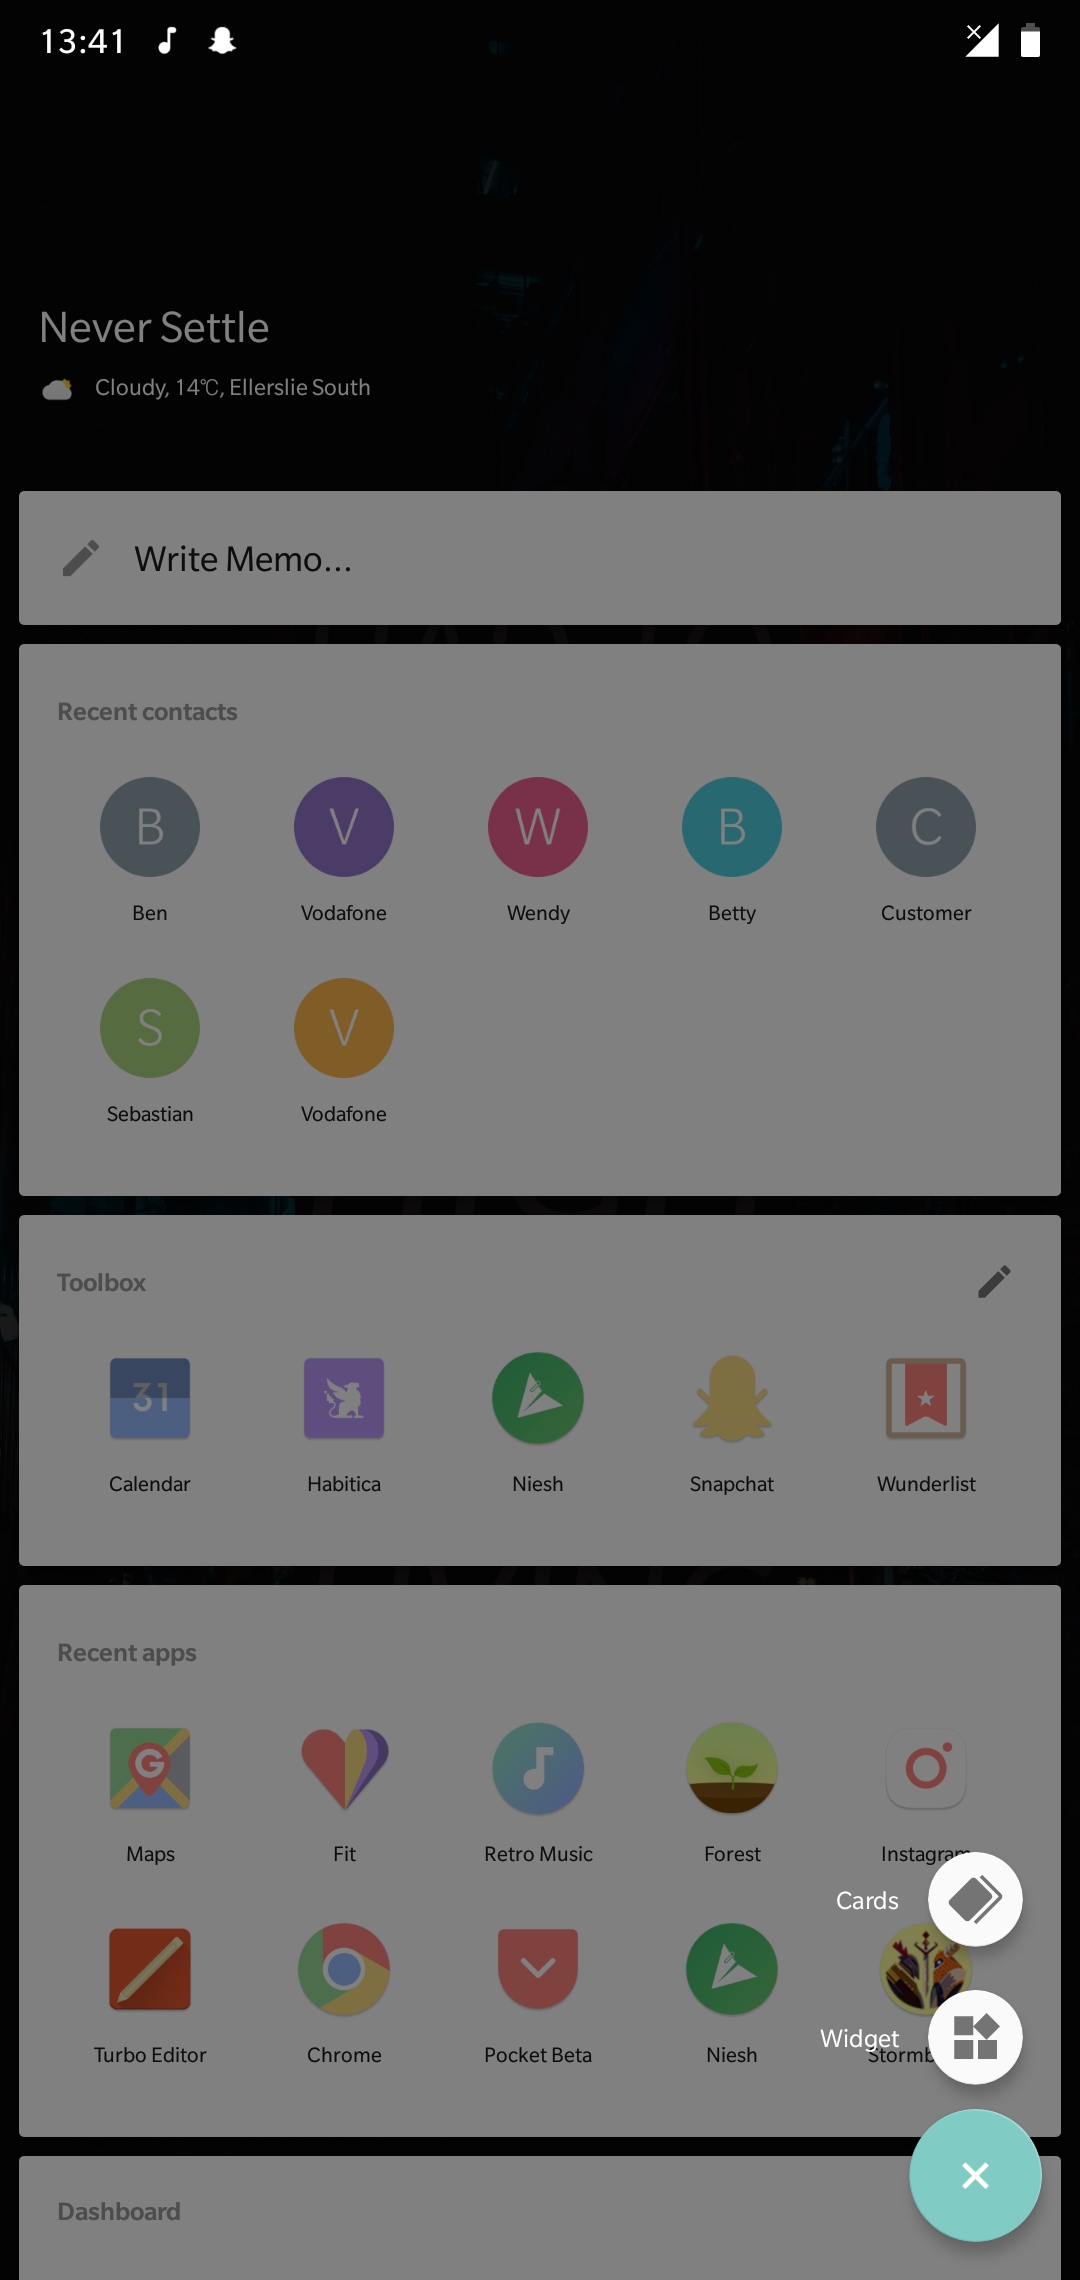 13:41
Never Settle
Cloudy, 14℃, Ellerslie South
Write Memo...
Recent contacts
B V W B C
Ben Vodafone Wendy Betty Customer
S V
Sebastian Vodafone
Toolbox
31
Calendar Habitica Niesh Snapchat Wunderlist
Recent apps
G
Maps Fit Retro Music Forest Instagram
Cards
Turbo Editor Chrome Pocket Beta Niesh
Widget
Dashboard